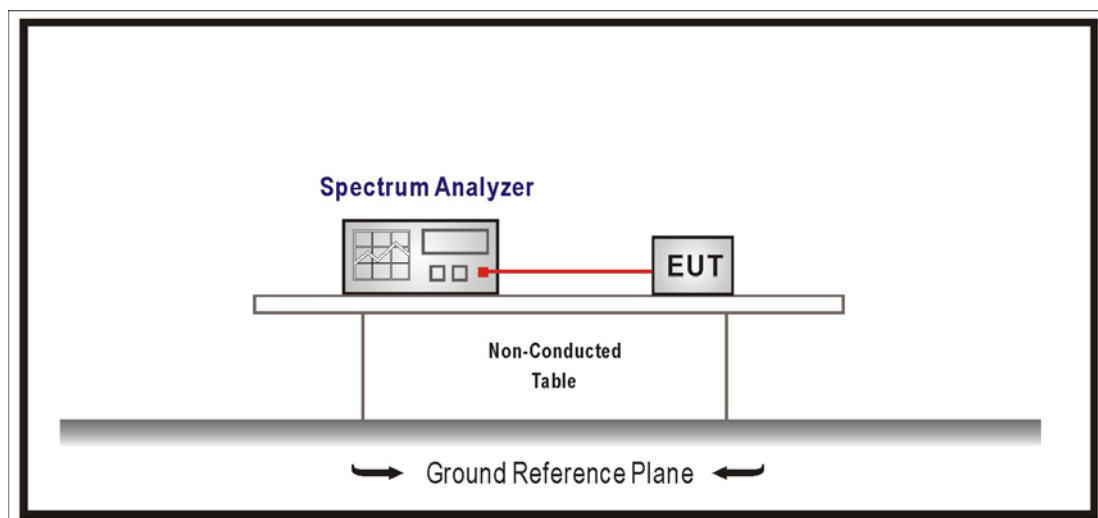 Spectrum Analyzer
EUT
Non-Conducted
Table
Ground Reference Plane